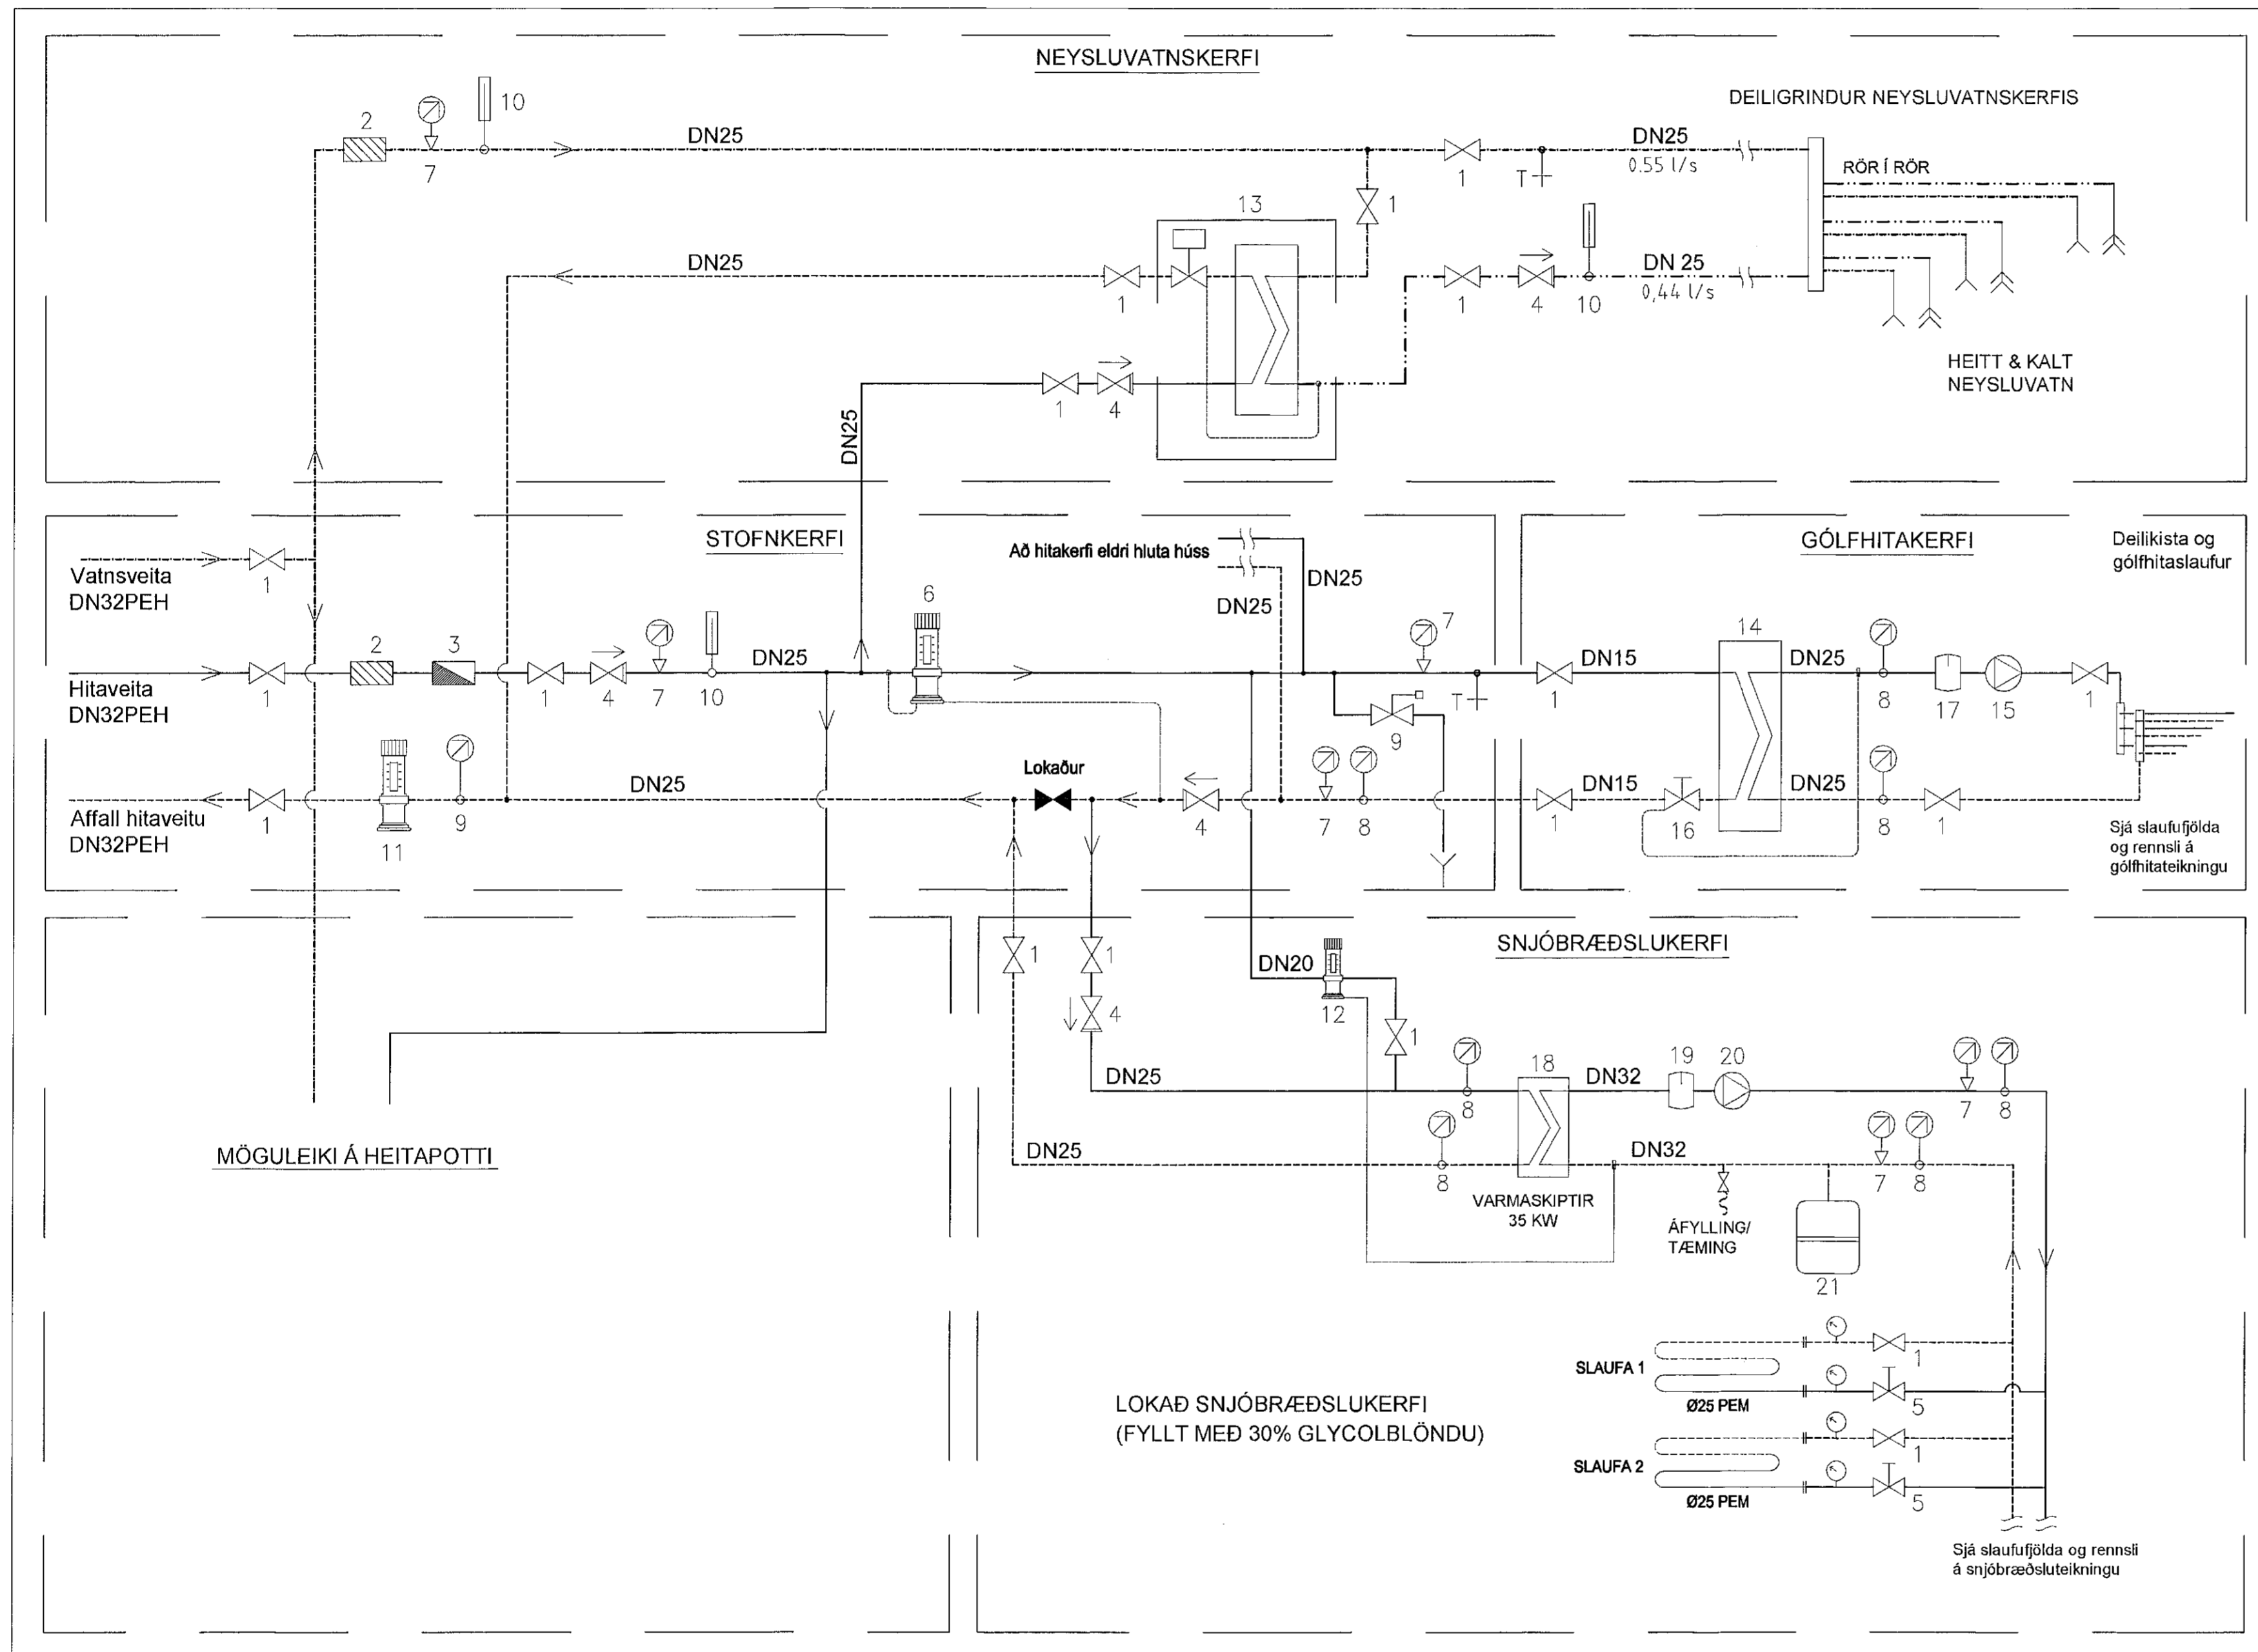 NEYSLUVATNSKERFI
DEILIGRINDUR NEYSLUVATNSKERFIS
2
7
10
DN25
1
T
DN25
0.55 l/s
RÖR Í RÖR
13
1
DN25
1
1
4
10
DN 25
0,44 l/s
HEITT & KALT
NEYSLUVATN
1
4
DN25
STOFNKERFI
Að hitakerfi eldri hluta húss
DN25
DN25
Vatnsveita
DN32PEH
1
Hitaveita
DN32PEH
1
2
3
1
4
7
10
DN25
6
7
T
9
Affall hitaveitu
DN32PEH
1
11
9
DN25
Lokaður
4
7
8
GÓLFHITAKERFI
Deilikista og
gólfhitaslaufur
1
DN15
14
DN25
8
17
15
1
1
DN15
16
DN25
8
1
Sjá slaufufjölda
og rennsli á
gólfhitateikningu
MÖGULEIKI Á HEITAPOTTI
SNJÓBRÆÐSLUKERFI
1
1
4
DN20
12
1
DN25
8
18
DN32
19
20
7
8
DN25
8
DN32
7
8
VARMASKIPTIR
35 KW
ÁFYLLING/
TÆMING
21
SLAUFA 1
1
Ø25 PEM
5
LOKAÐ SNJÓBRÆÐSLUKERFI
(FYLLT MEÐ 30% GLYCOLBLÖNDU)
SLAUFA 2
1
Ø25 PEM
5
Sjá slaufufjölda og rennsli
á snjóbræðsluteikningu